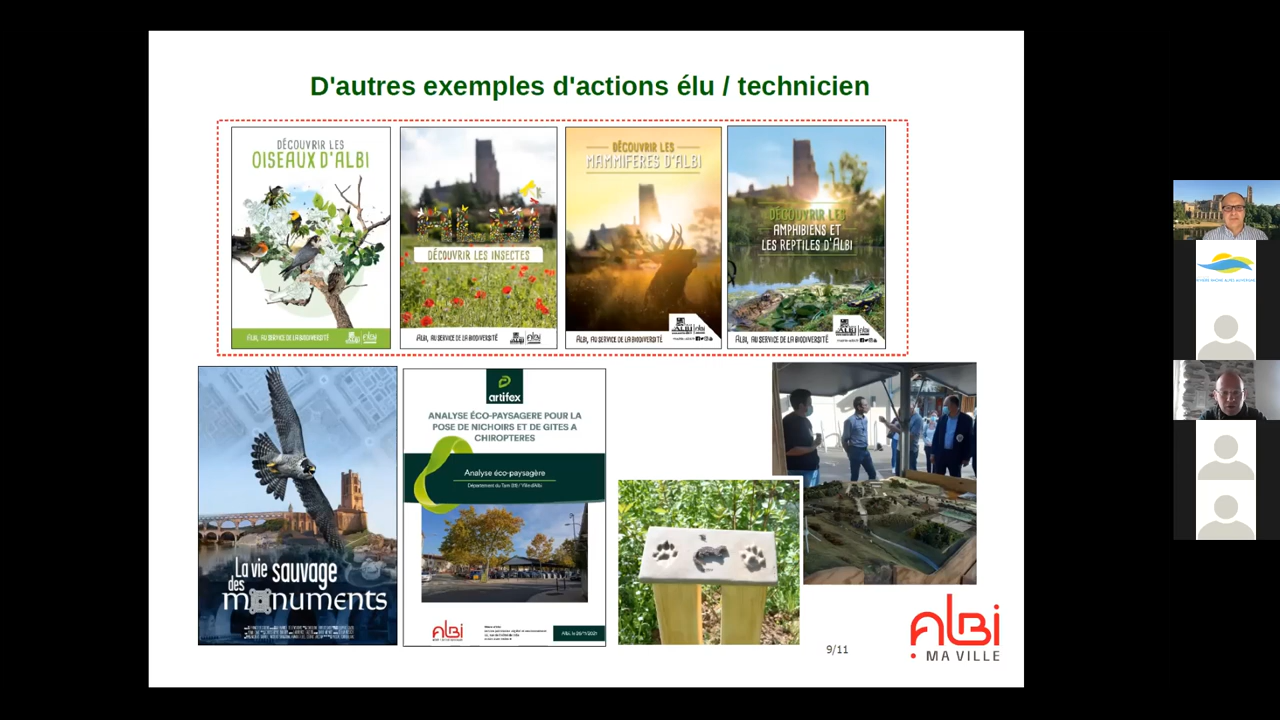 D'autres exemples d'actions élu / technicien
DÉCOUVRIR LES
OISEAUX D'ALBI
ALBI, AU SERVICE DE LA BIODIVERSITÉ
ALBI
DÉCOUVRIR LES INSECTES
ALBI, AU SERVICE DE LA BIODIVERSITÉ
DÉCOUVRIR LES
MAMMIFÈRES D'ALBI
ALBI, AU SERVICE DE LA BIODIVERSITÉ
DÉCOUVRIR LES
AMPHIBIENS ET
LES REPTILES D'ALBI
ALBI, AU SERVICE DE LA BIODIVERSITÉ
La vie sauvage
des
monuments
artifex
ANALYSE ÉCO-PAYSAGERE POUR LA
POSE DE NICHOIRS ET DE GITES A
CHIROPTERES
Analyse éco-paysagère
Département du Tarn (81) / Ville d'Albi
ALBI
9/11
ALBI
MA VILLE